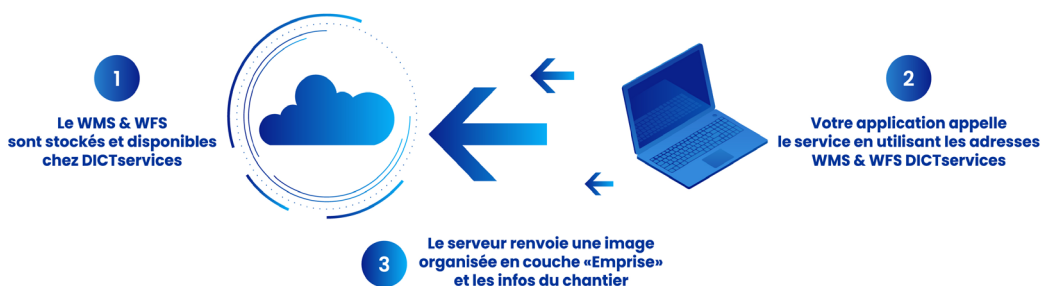 1
Le WMS & WFS
sont stockés et disponibles
chez DICTservices
2
Votre application appelle
le service en utilisant les adresses
WMS & WFS DICTservices
3
Le serveur renvoie une image
organisée en couche «Emprise»
et les infos du chantier